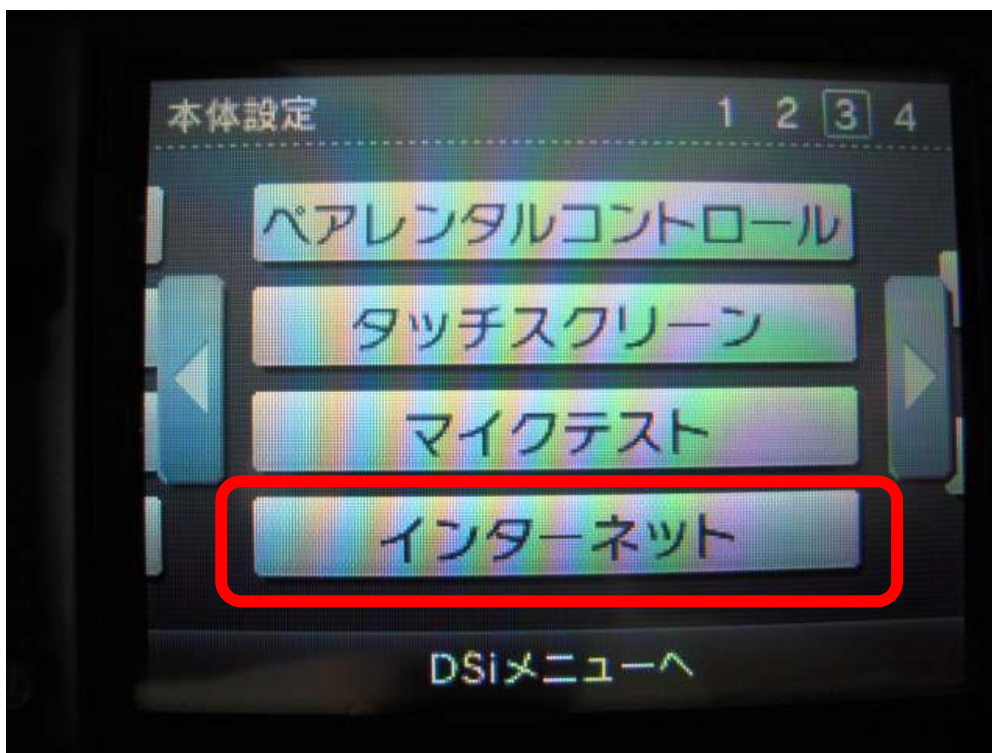 本体設定 1 2 3 4
ペアレンタルコントロール
タッチスクリーン
マイクテスト
インターネット
DSiメニューへ